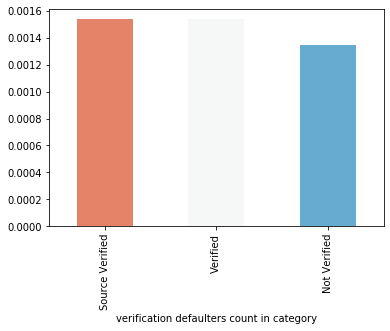 0.0016
0.0014
0.0012
0.0010
0.0008
0.0006
0.0004
0.0002
0.0000
Source Verified
Verified
Not Verified
verification defaulters count in category